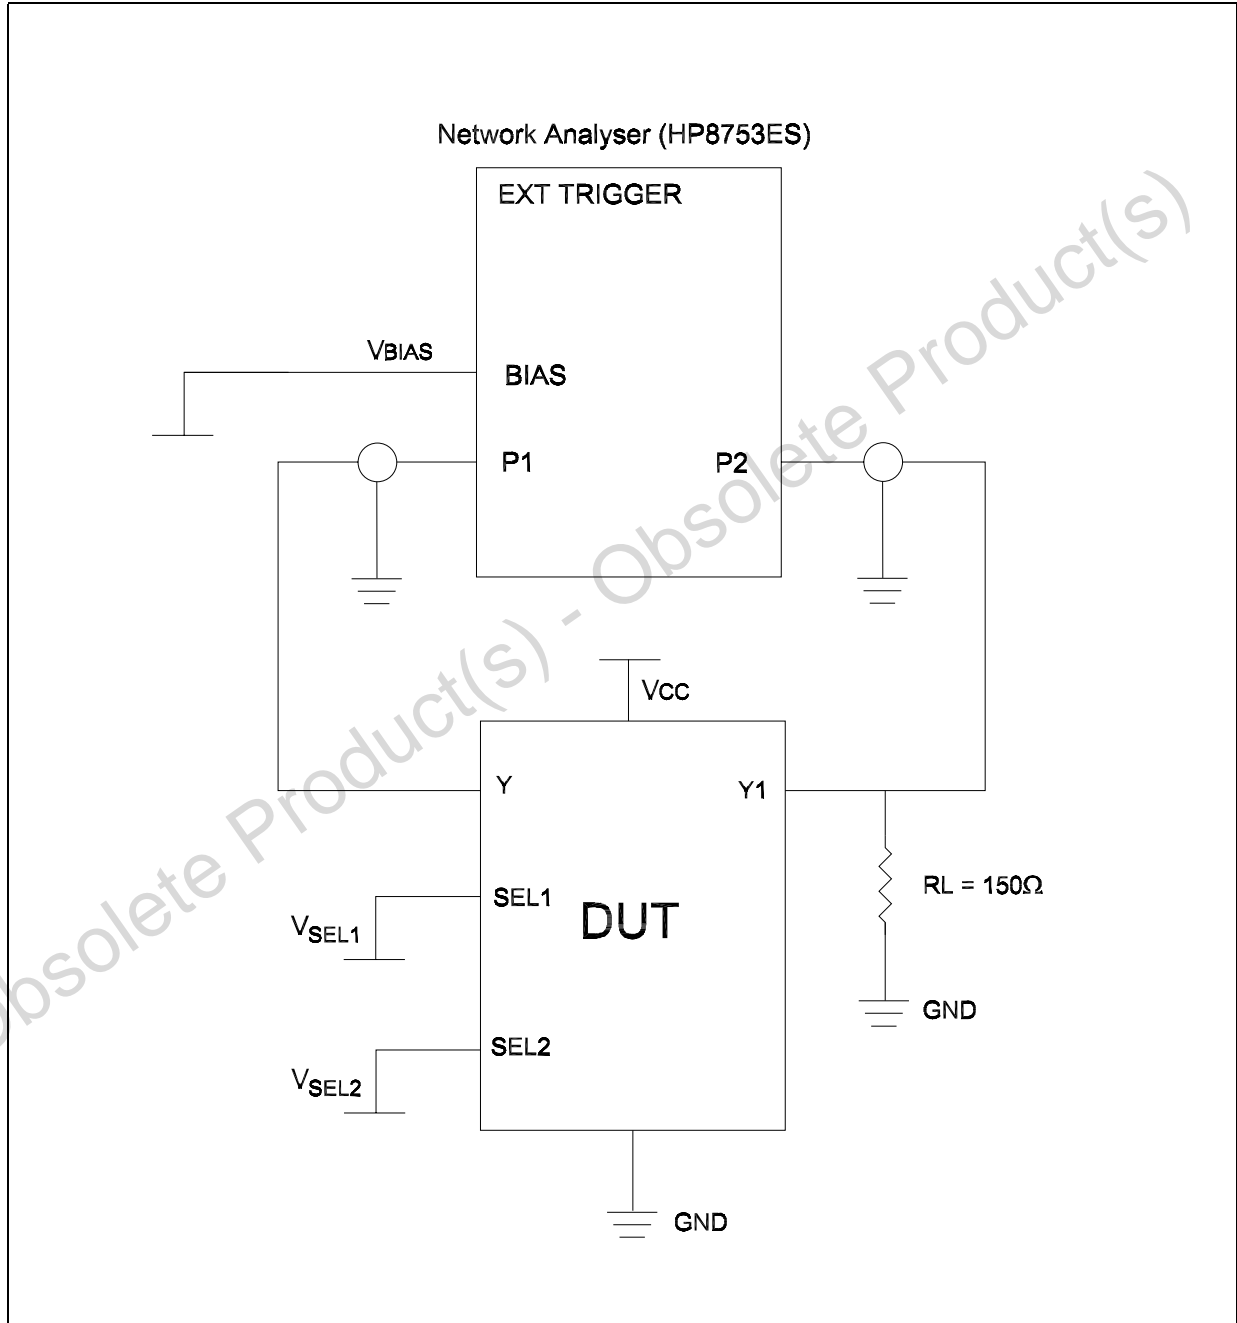 Network Analyser (HP8753ES)
EXT TRIGGER
VBIAS
BIAS
P1
P2
VCC
Y
Y1
SEL1
VSEL1
DUT
RL = 150Ω
GND
SEL2
VSEL2
GND
Obsolete Product(s) - Obsolete Product(s)